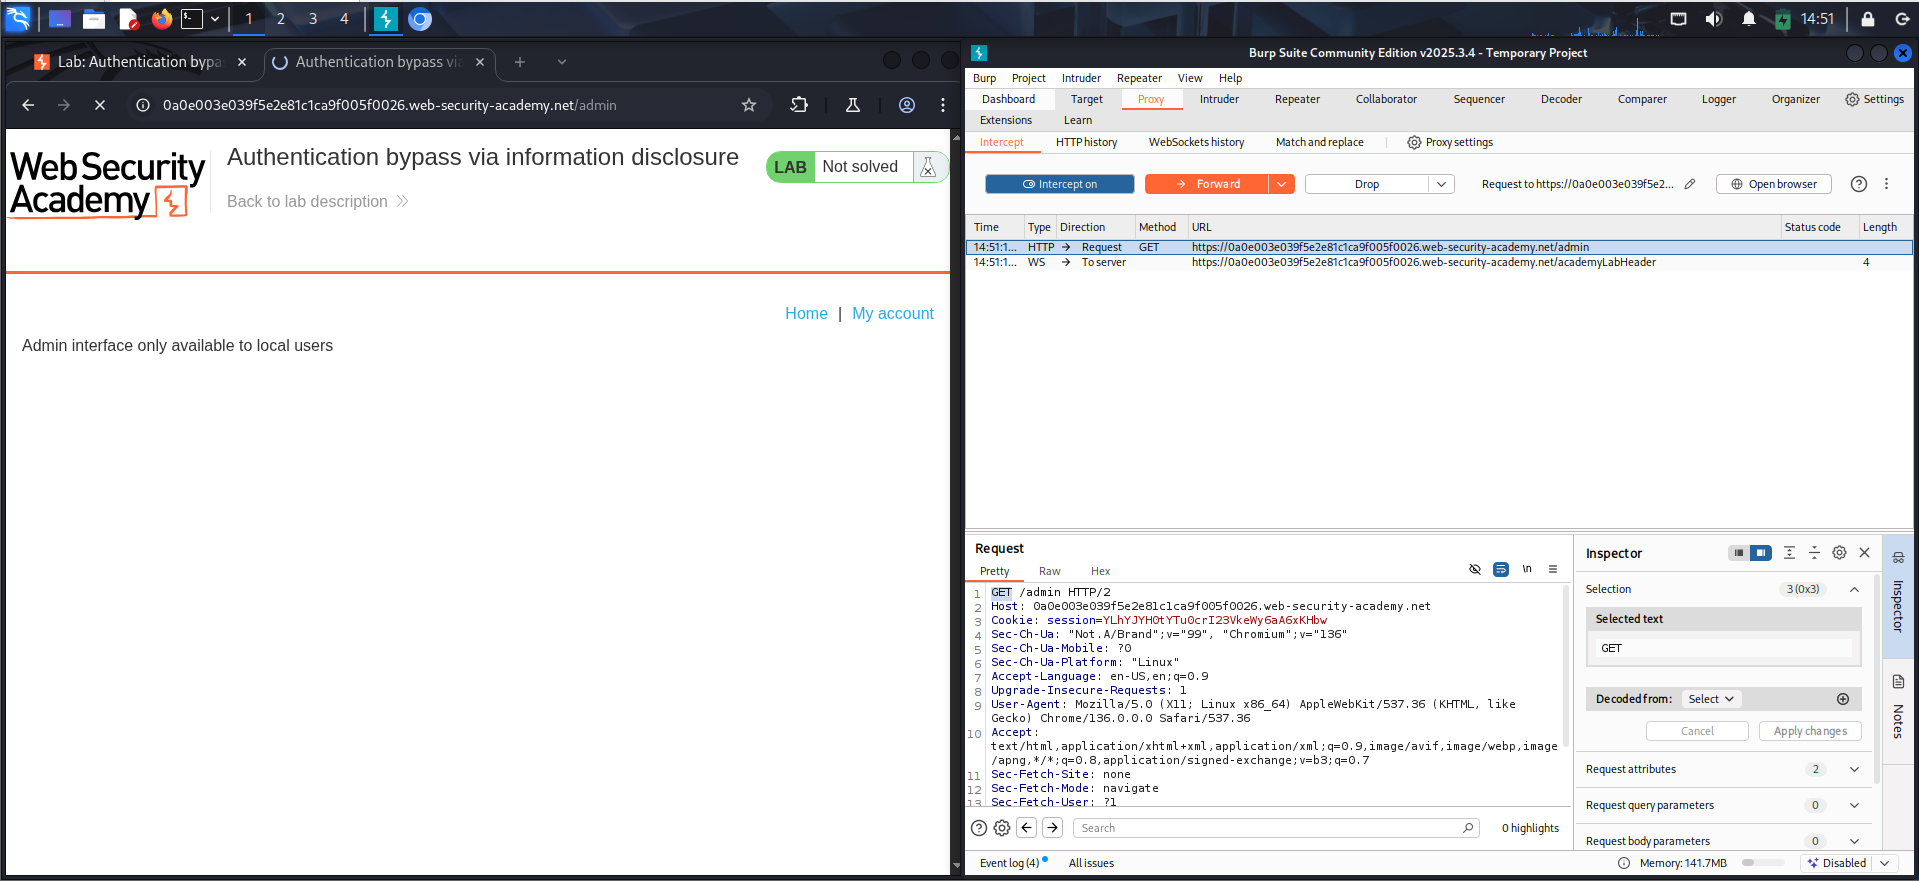 1 2 3 4
14:51
Lab: Authentication bypa
Authentication bypass via
0a0e003e039f5e2e81c1ca9f005f0026.web-security-academy.net/admin
Web Security
Academy
Authentication bypass via information disclosure
Back to lab description
LAB Not solved
Home | My account
Admin interface only available to local users
Burp Suite Community Edition v2025.3.4 - Temporary Project
Burp Project Intruder Repeater View Help
Dashboard Target Proxy Intruder Repeater Collaborator Sequencer Decoder Comparer Logger Organizer Settings
Extensions Learn
Intercept HTTP history WebSockets history Match and replace Proxy settings
Intercept on Forward Drop Request to https://0a0e003e039f5e2... Open browser
Time Type Direction Method URL Status code Length
14:51:1... HTTP Request GET https://0a0e003e039f5e2e81c1ca9f005f0026.web-security-academy.net/admin
14:51:1... WS To server https://0a0e003e039f5e2e81c1ca9f005f0026.web-security-academy.net/academyLabHeader 4
Request
Pretty Raw Hex \n
1 GET /admin HTTP/2
2 Host: 0a0e003e039f5e2e81c1ca9f005f0026.web-security-academy.net
3 Cookie: session=YLhYJYHOtYTu0crI23VkeWy6aA6xKHbw
4 Sec-Ch-Ua: "Not.A/Brand";v="99", "Chromium";v="136"
5 Sec-Ch-Ua-Mobile: ?0
6 Sec-Ch-Ua-Platform: "Linux"
7 Accept-Language: en-US,en;q=0.9
8 Upgrade-Insecure-Requests: 1
9 User-Agent: Mozilla/5.0 (X11; Linux x86_64) AppleWebKit/537.36 (KHTML, like
Gecko) Chrome/136.0.0.0 Safari/537.36
10 Accept:
text/html,application/xhtml+xml,application/xml;q=0.9,image/avif,image/webp,image
/apng,*/*;q=0.8,application/signed-exchange;v=b3;q=0.7
11 Sec-Fetch-Site: none
12 Sec-Fetch-Mode: navigate
13 Sec-Fetch-User: ?1
Search 0 highlights
Inspector
Selection 3 (0x3)
Selected text
GET
Decoded from: Select
Cancel Apply changes
Request attributes 2
Request query parameters 0
Request body parameters 0
Inspector
Notes
Event log (4) All issues
Memory: 141.7MB Disabled